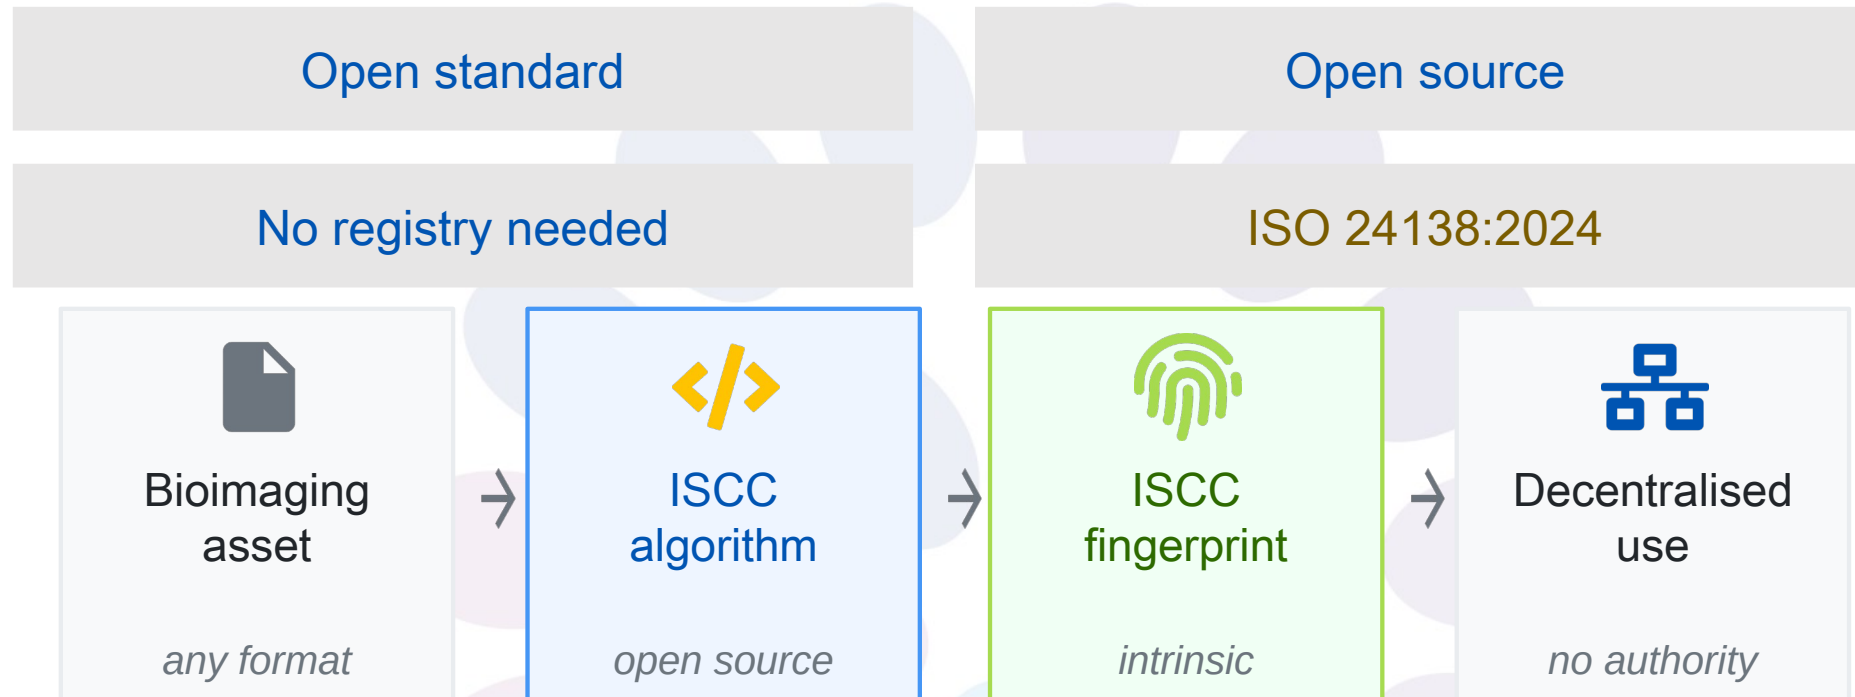 Open standard
Open source
No registry needed
ISO 24138:2024
Bioimaging
asset
any format
ISCC
algorithm
open source
ISCC
fingerprint
intrinsic
Decentralised
use
no authority